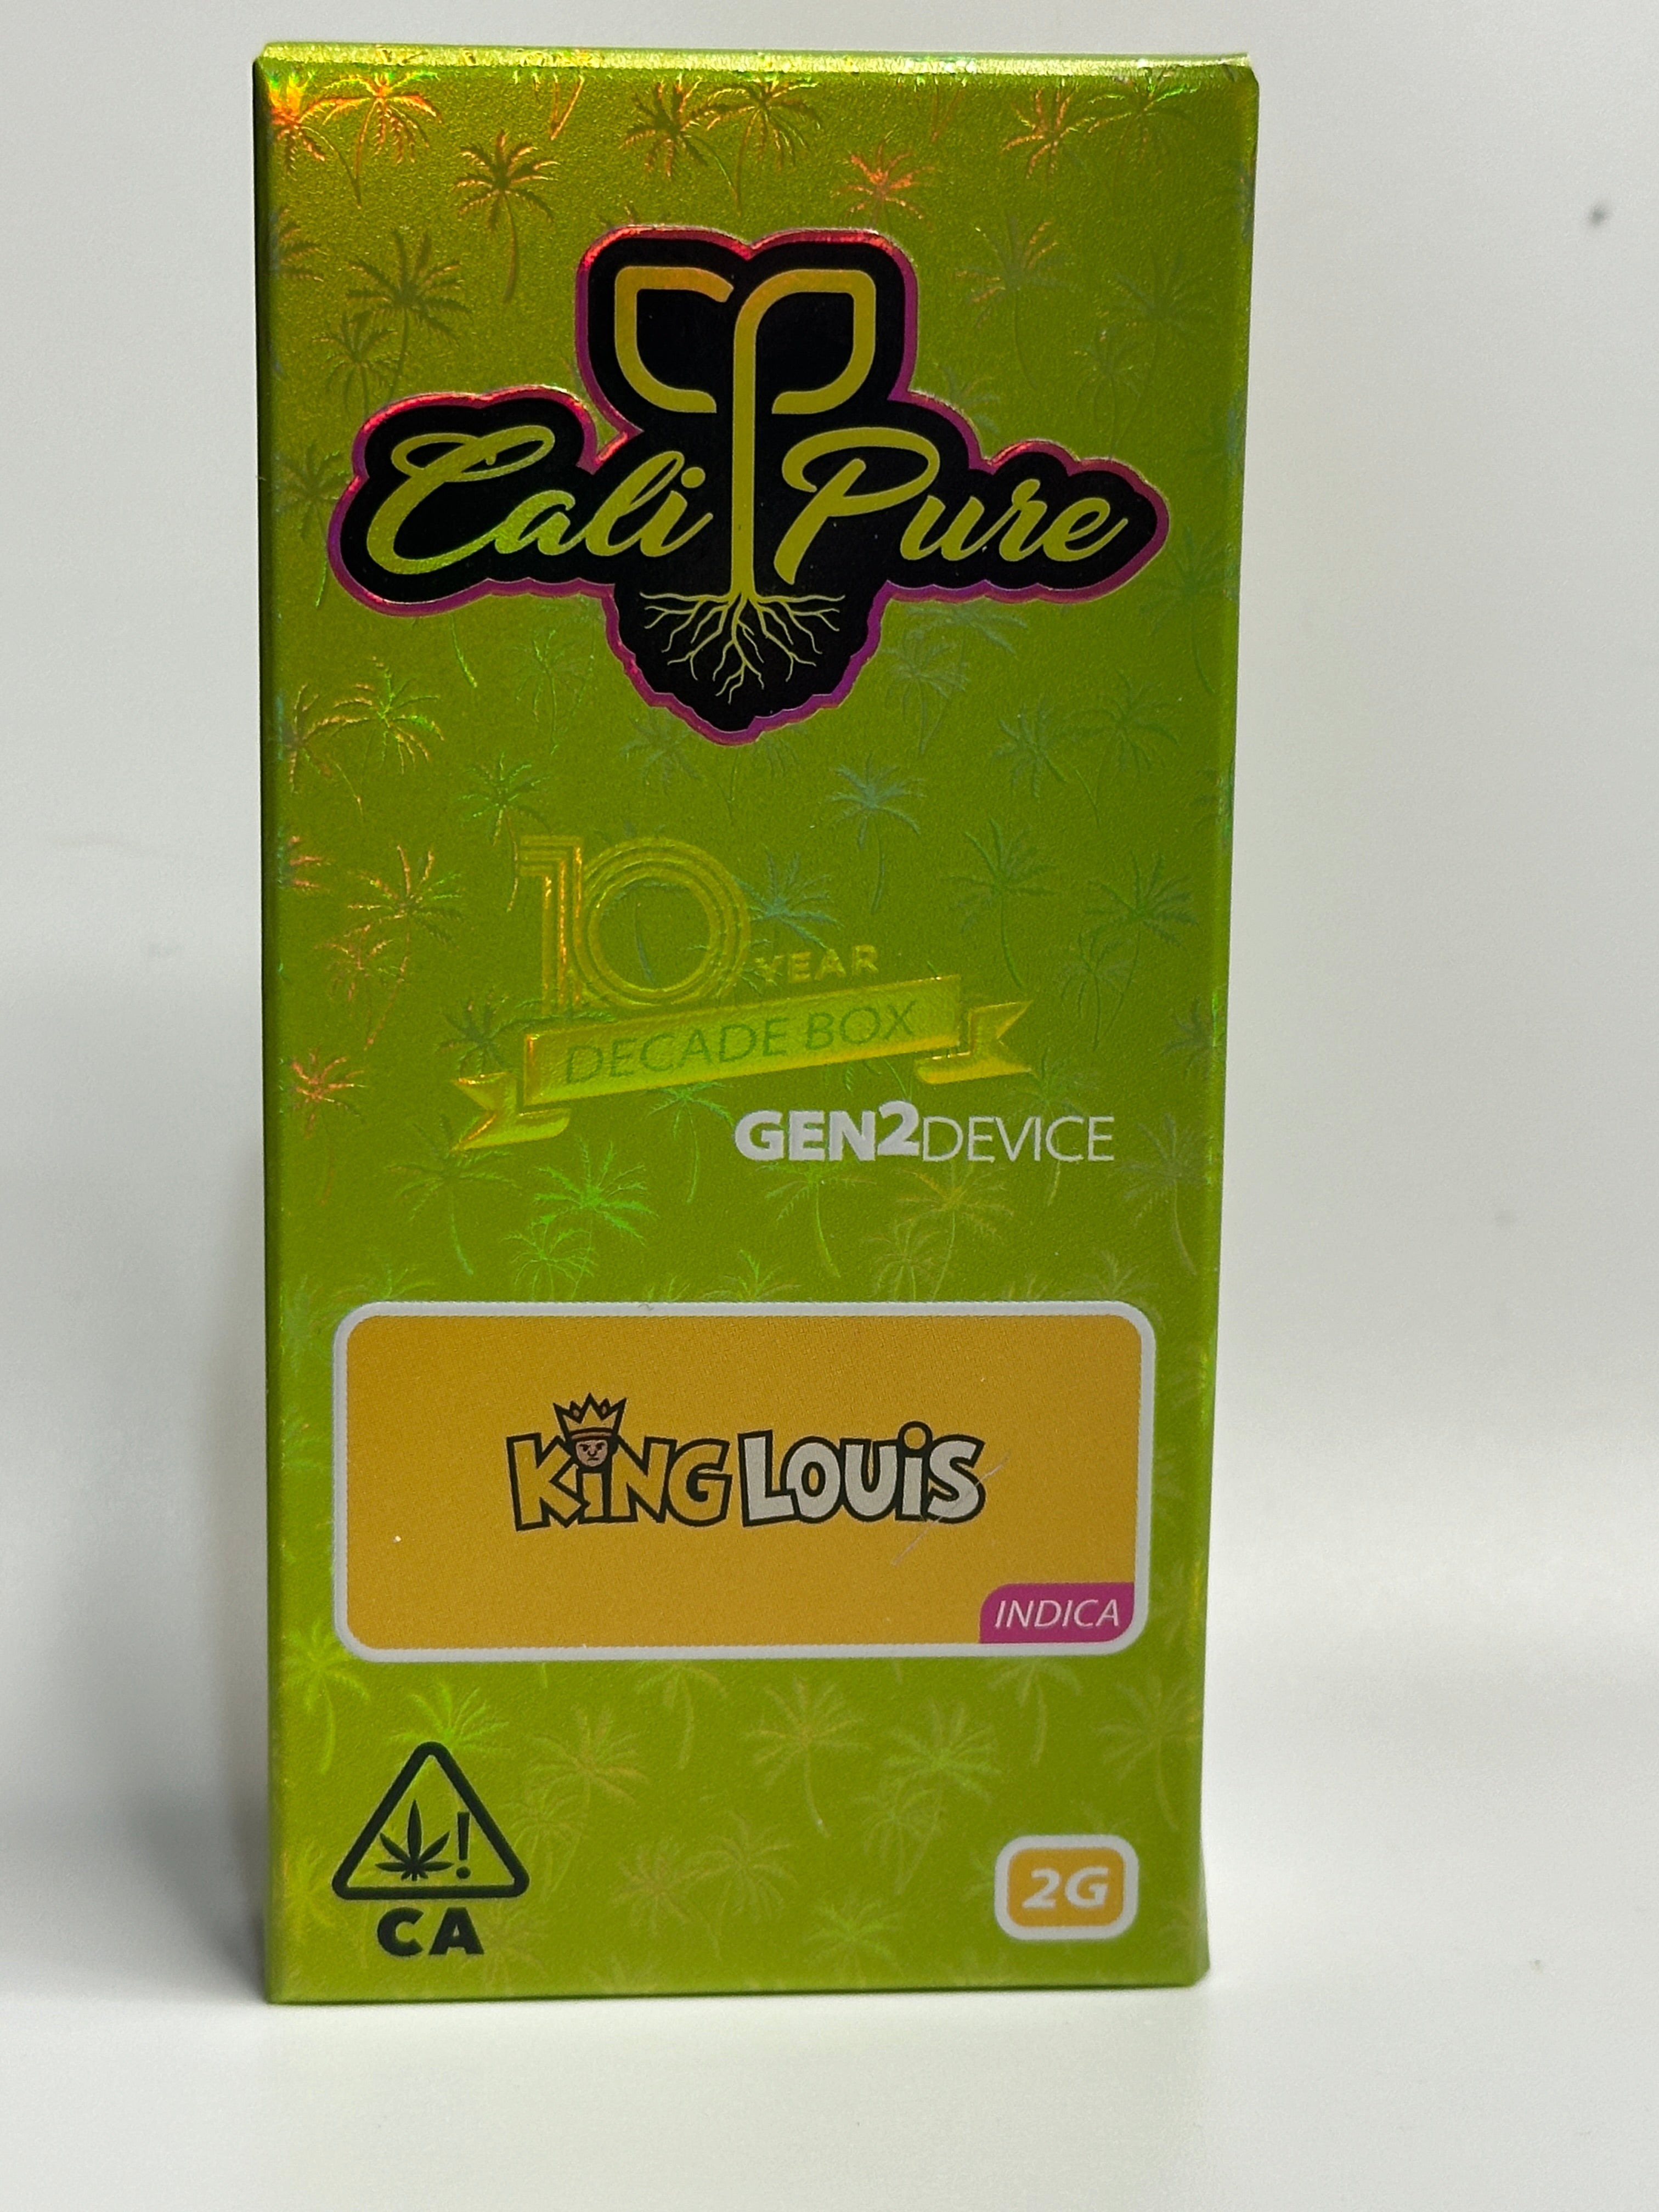 Cali Pure
10 YEAR
DECADE BOX
GEN2DEVICE
KiNG LOUiS
INDICA
!
CA
2G